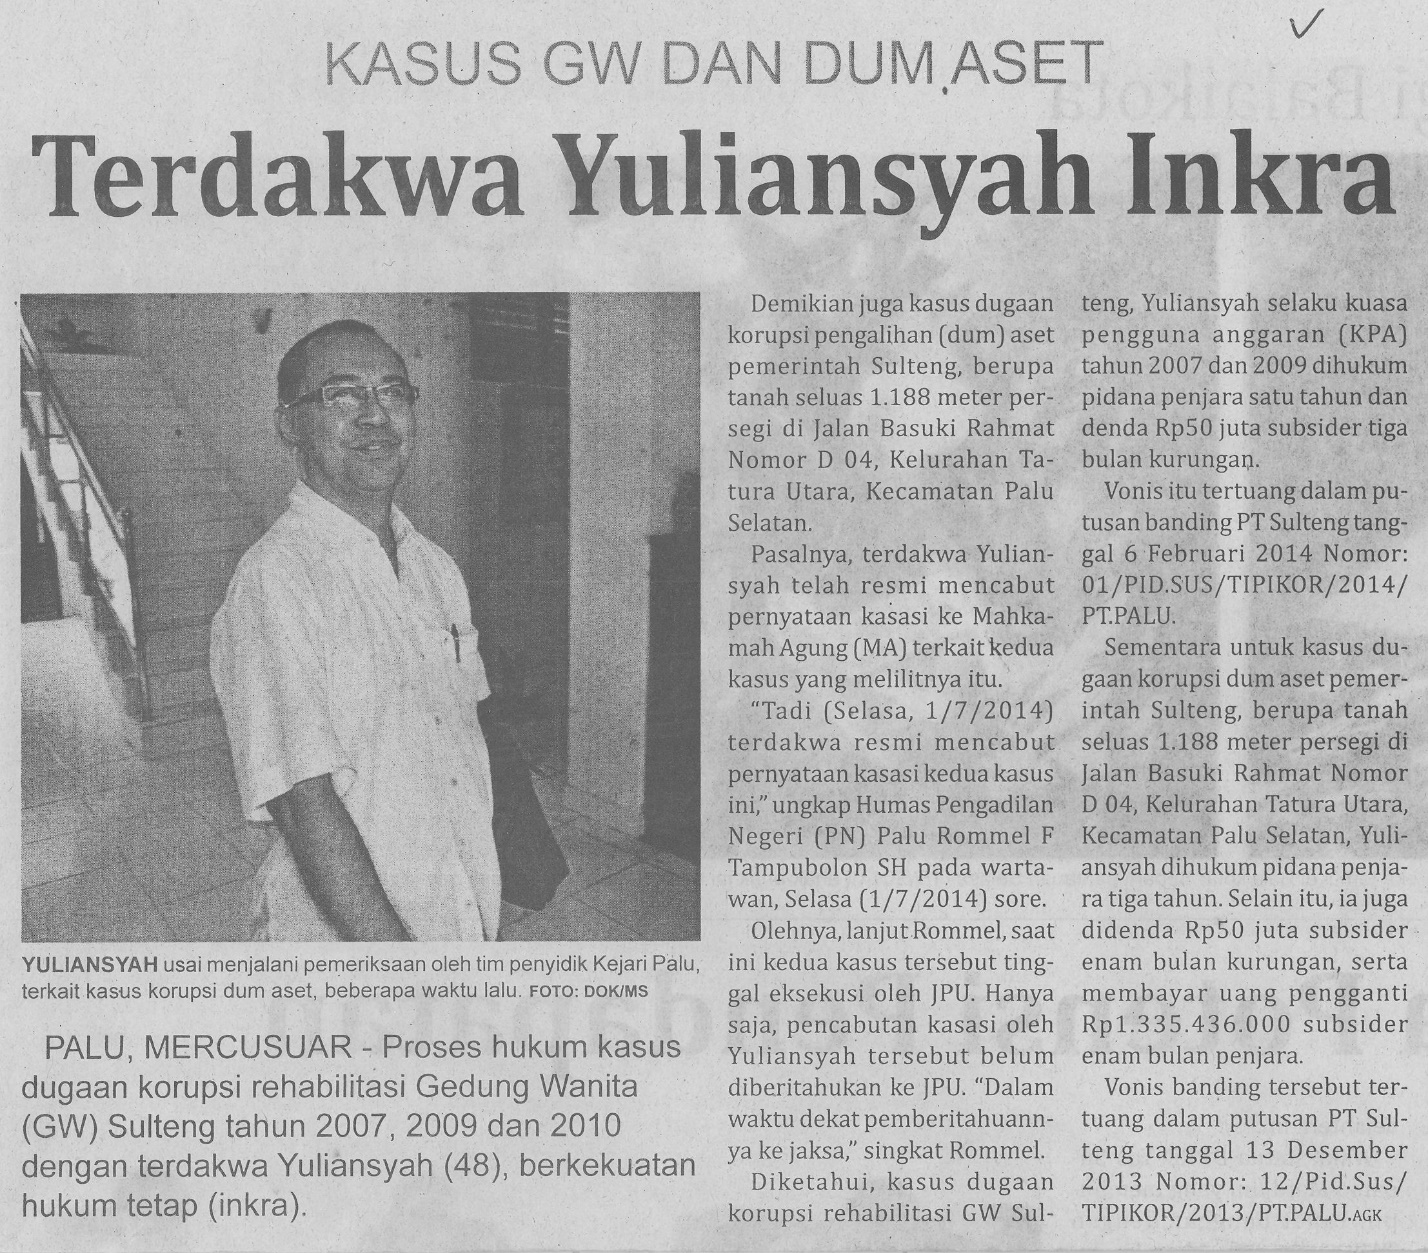 KASUS GW DAN DUM ASET
Terdakwa Yuliansyah Inkra
YULIANSYAH usai menjalani pemeriksaan oleh tim penyidik Kejari Palu,
terkait kasus korupsi dum aset, beberapa waktu lalu. FOTO: DOK/MS
PALU, MERCUSUAR - Proses hukum kasus
dugaan korupsi rehabilitasi Gedung Wanita
(GW) Sulteng tahun 2007, 2009 dan 2010
dengan terdakwa Yuliansyah (48), berkekuatan
hukum tetap (inkra).
Demikian juga kasus dugaan
korupsi pengalihan (dum) aset
pemerintah Sulteng, berupa
tanah seluas 1.188 meter per-
segi di Jalan Basuki Rahmat
Nomor D 04, Kelurahan Ta-
tura Utara, Kecamatan Palu
Selatan.
Pasalnya, terdakwa Yulian-
syah telah resmi mencabut
pernyataan kasasi ke Mahka-
mah Agung (MA) terkait kedua
kasus yang melilitnya itu.
“Tadi (Selasa, 1/7/2014)
terdakwa resmi mencabut
pernyataan kasasi kedua kasus
ini,” ungkap Humas Pengadilan
Negeri (PN) Palu Rommel F
Tampubolon SH pada warta-
wan, Selasa (1/7/2014) sore.
Olehnya, lanjut Rommel, saat
ini kedua kasus tersebut ting-
gal eksekusi oleh JPU. Hanya
saja, pencabutan kasasi oleh
Yuliansyah tersebut belum
diberitahukan ke JPU. “Dalam
waktu dekat pemberitahuann-
ya ke jaksa,” singkat Rommel.
Diketahui, kasus dugaan
korupsi rehabilitasi GW Sul-
teng, Yuliansyah selaku kuasa
pengguna anggaran (KPA)
tahun 2007 dan 2009 dihukum
pidana penjara satu tahun dan
denda Rp50 juta subsider tiga
bulan kurungan.
Vonis itu tertuang dalam pu-
tusan banding PT Sulteng tang-
gal 6 Februari 2014 Nomor:
01/PID.SUS/TIPIKOR/2014/
PT.PALU.
Sementara untuk kasus du-
gaan korupsi dum aset pemer-
intah Sulteng, berupa tanah
seluas 1.188 meter persegi di
Jalan Basuki Rahmat Nomor
D 04, Kelurahan Tatura Utara,
Kecamatan Palu Selatan, Yuli-
ansyah dihukum pidana penja-
ra tiga tahun. Selain itu, ia juga
didenda Rp50 juta subsider
enam bulan kurungan, serta
membayar uang pengganti
Rp1.335.436.000 subsider
enam bulan penjara.
Vonis banding tersebut ter-
tuang dalam putusan PT Sul-
teng tanggal 13 Desember
2013 Nomor: 12/Pid.Sus/
TIPIKOR/2013/PT.PALU.AGK